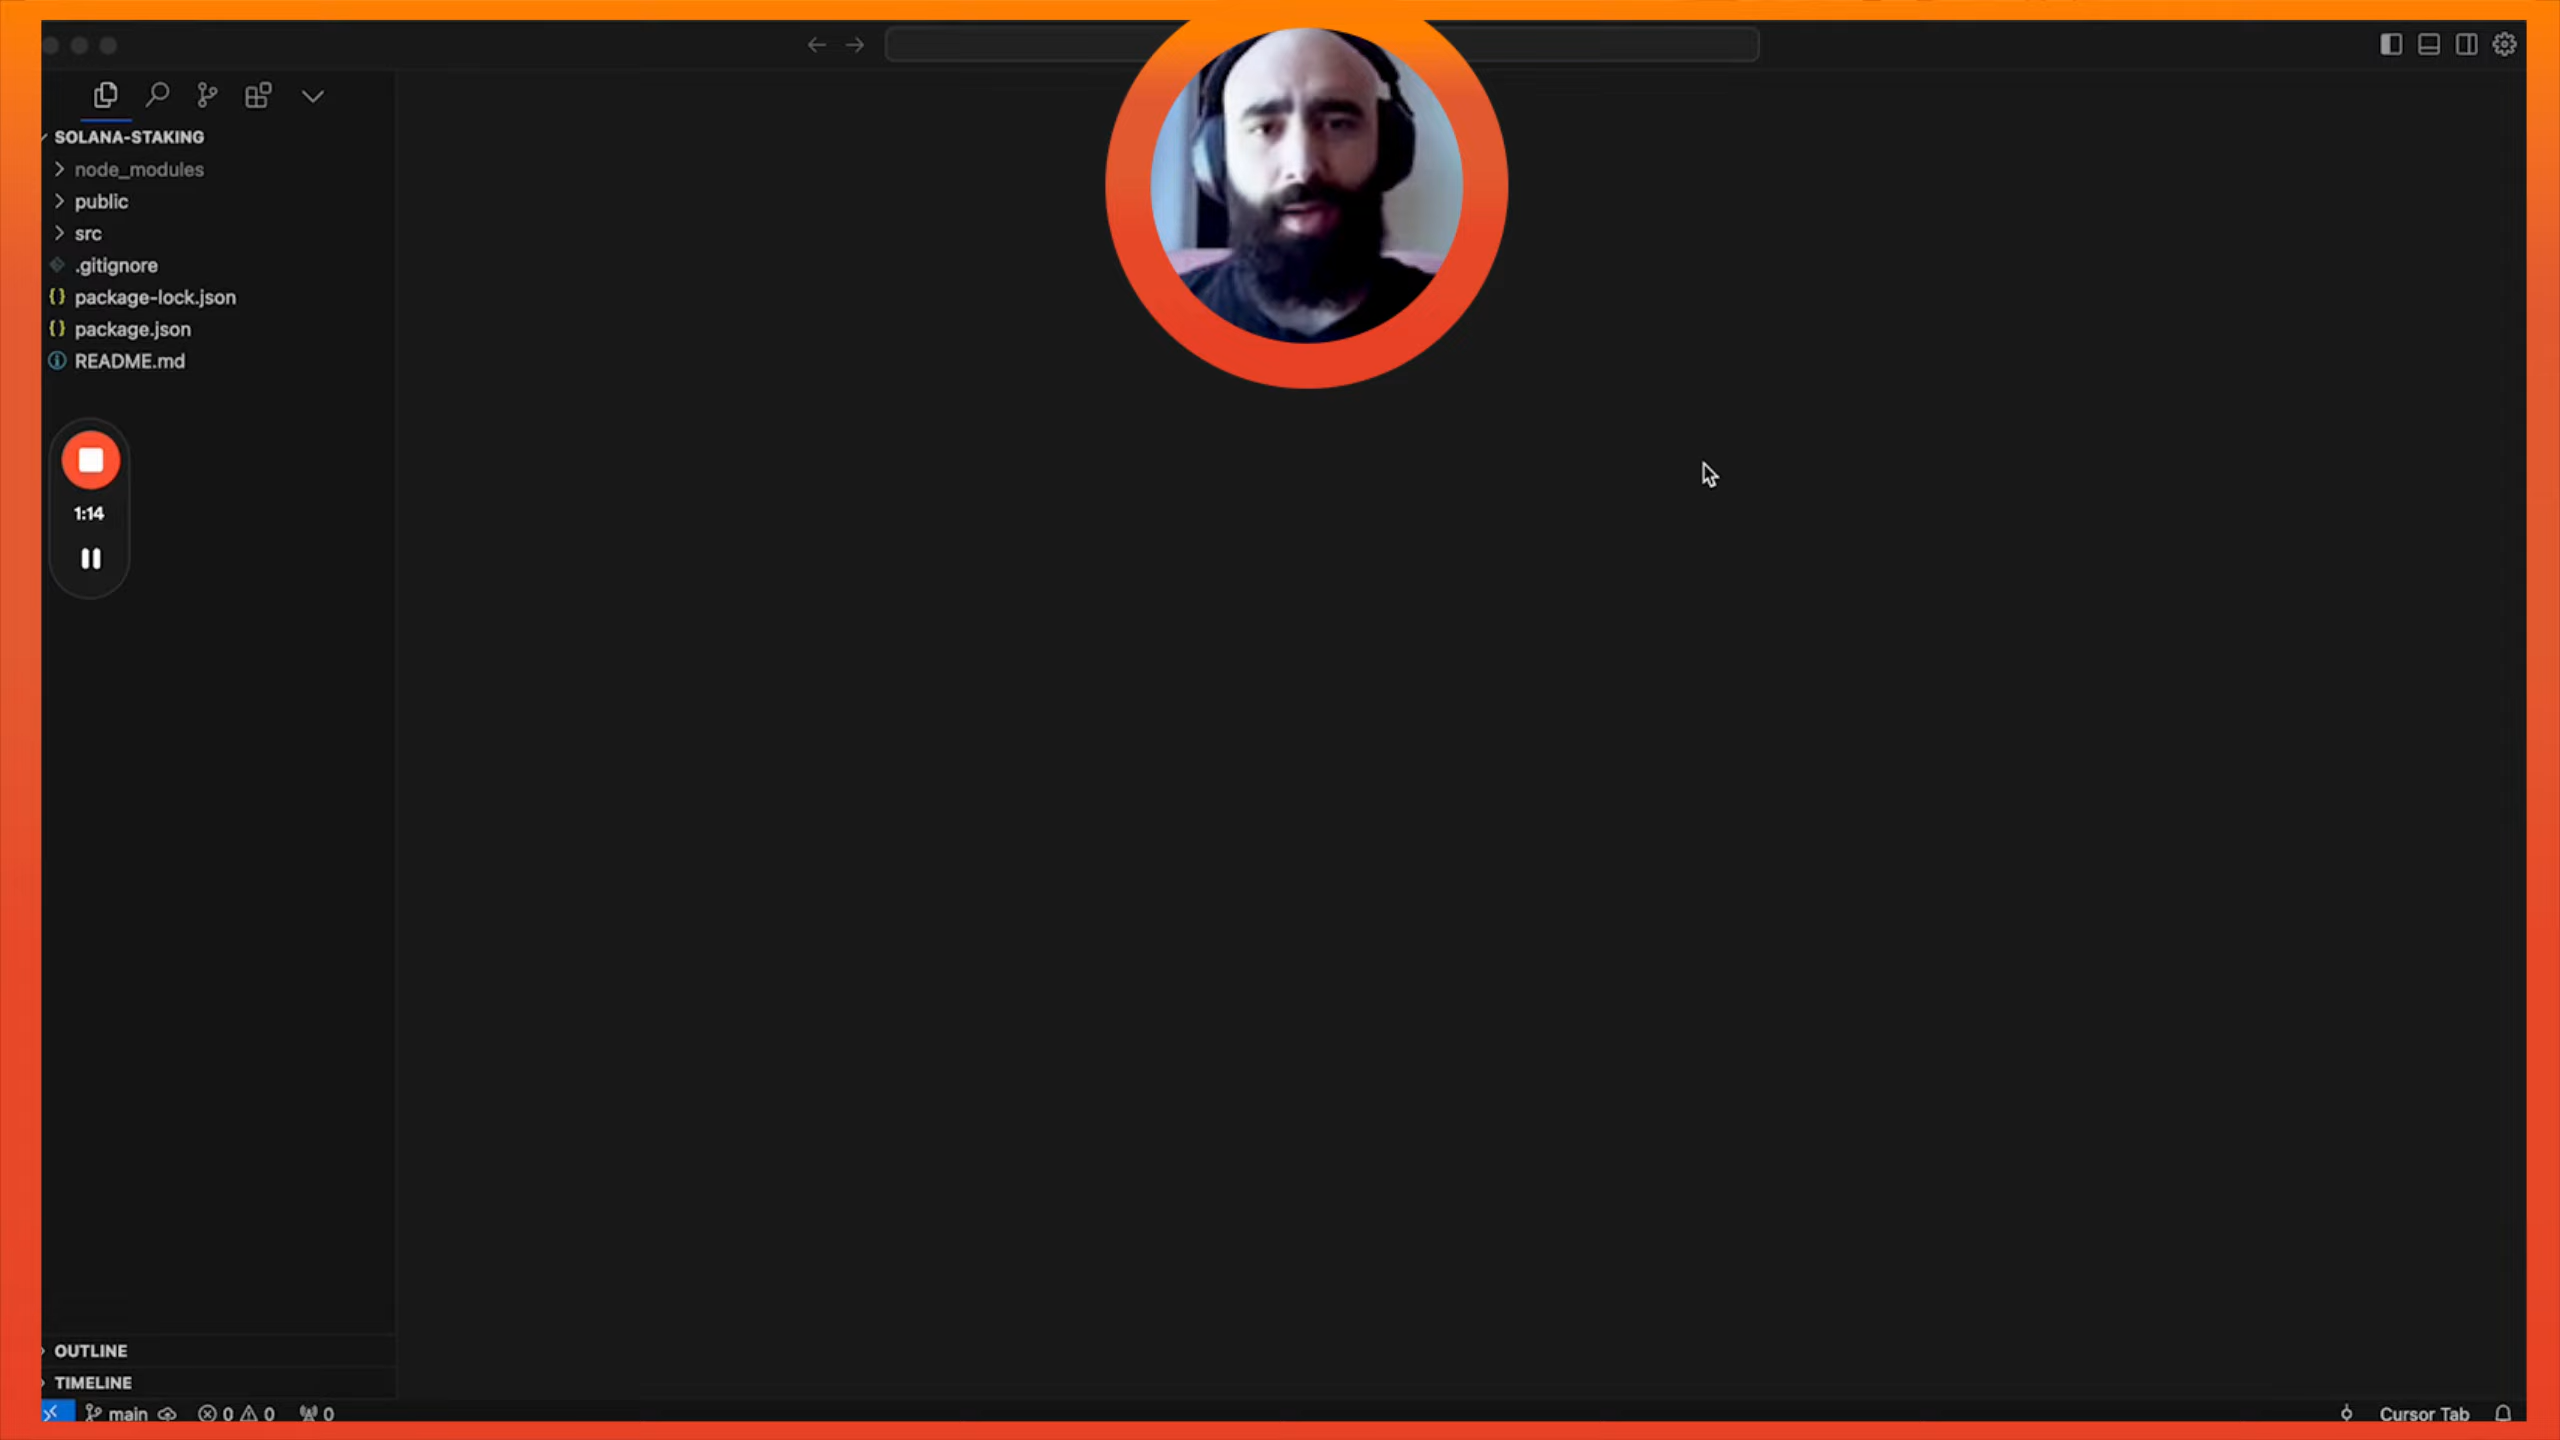 SOLANA-STAKING
node_modules
public
src
.gitignore
package-lock.json
package.json
README.md
1:14
OUTLINE
TIMELINE
main 0 0 0 Cursor Tab